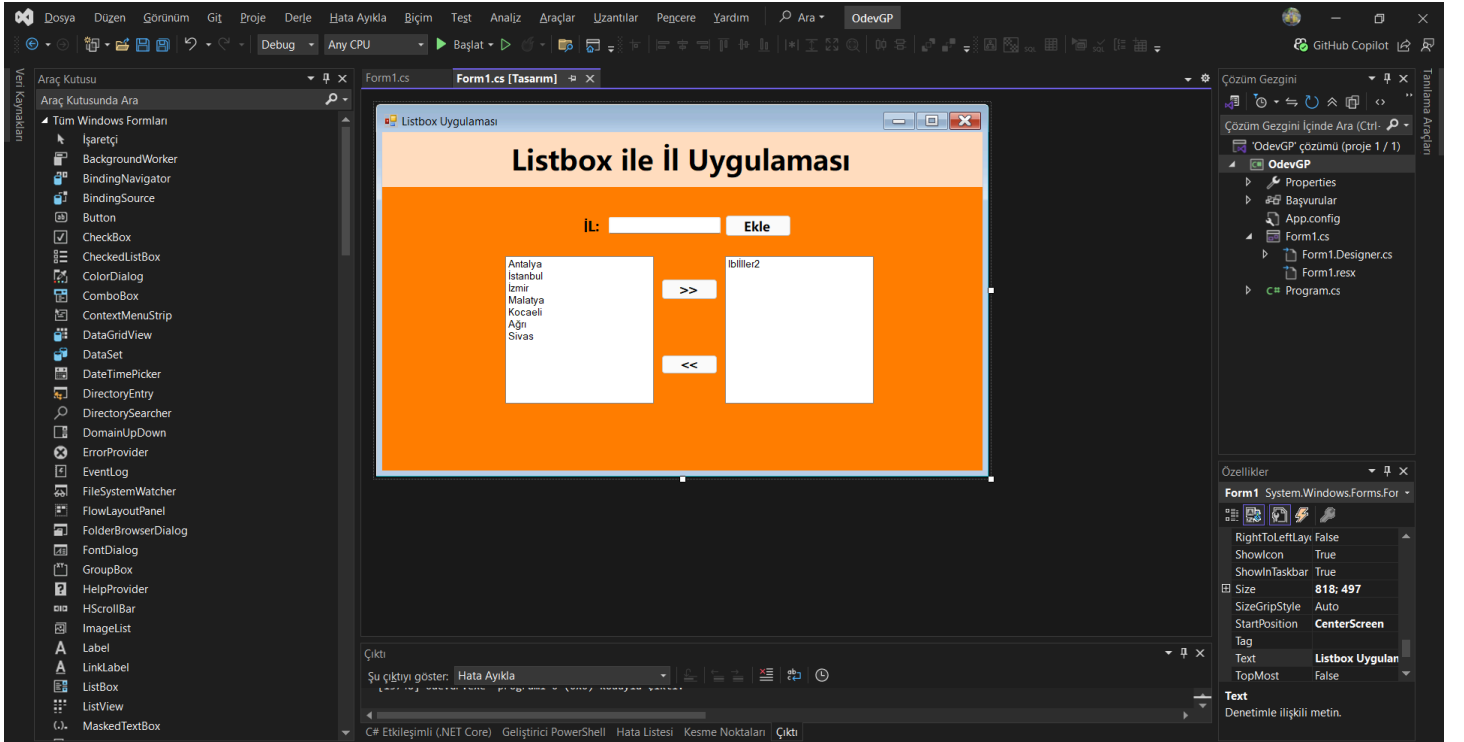 Dosya Düzen Görünüm Git Proje Derle Hata Ayıkla Biçim Test Analiz Araçlar Uzantılar Pencere Yardım Ara OdevGP
Debug Any CPU Başlat GitHub Copilot
Veri Kaynakları
Araç Kutusu
Araç Kutusunda Ara
Tüm Windows Formları
İşaretçi
BackgroundWorker
BindingNavigator
BindingSource
Button
CheckBox
CheckedListBox
ColorDialog
ComboBox
ContextMenuStrip
DataGridView
DataSet
DateTimePicker
DirectoryEntry
DirectorySearcher
DomainUpDown
ErrorProvider
EventLog
FileSystemWatcher
FlowLayoutPanel
FolderBrowserDialog
FontDialog
GroupBox
HelpProvider
HScrollBar
ImageList
Label
LinkLabel
ListBox
ListView
MaskedTextBox
Form1.cs Form1.cs [Tasarım]
Listbox Uygulaması
Listbox ile İl Uygulaması
İL: Ekle
Antalya
İstanbul
İzmir
Malatya
Kocaeli
Ağrı
Sivas
>>
<<
lbIller2
Çıktı
Şu çıktıyı göster: Hata Ayıkla
C# Etkileşimli (.NET Core) Geliştirici PowerShell Hata Listesi Kesme Noktaları Çıktı
Çözüm Gezgini
Çözüm Gezgini İçinde Ara (Ctrl-
'OdevGP' çözümü (proje 1 / 1)
OdevGP
Properties
Başvurular
App.config
Form1.cs
Form1.Designer.cs
Form1.resx
C# Program.cs
Özellikler
Form1 System.Windows.Forms.For
RightToLeftLay False
ShowIcon True
ShowInTaskbar True
Size 818; 497
SizeGripStyle Auto
StartPosition CenterScreen
Tag
Text Listbox Uygulan
TopMost False
Text
Denetimle ilişkili metin.
Tanılama Araçları